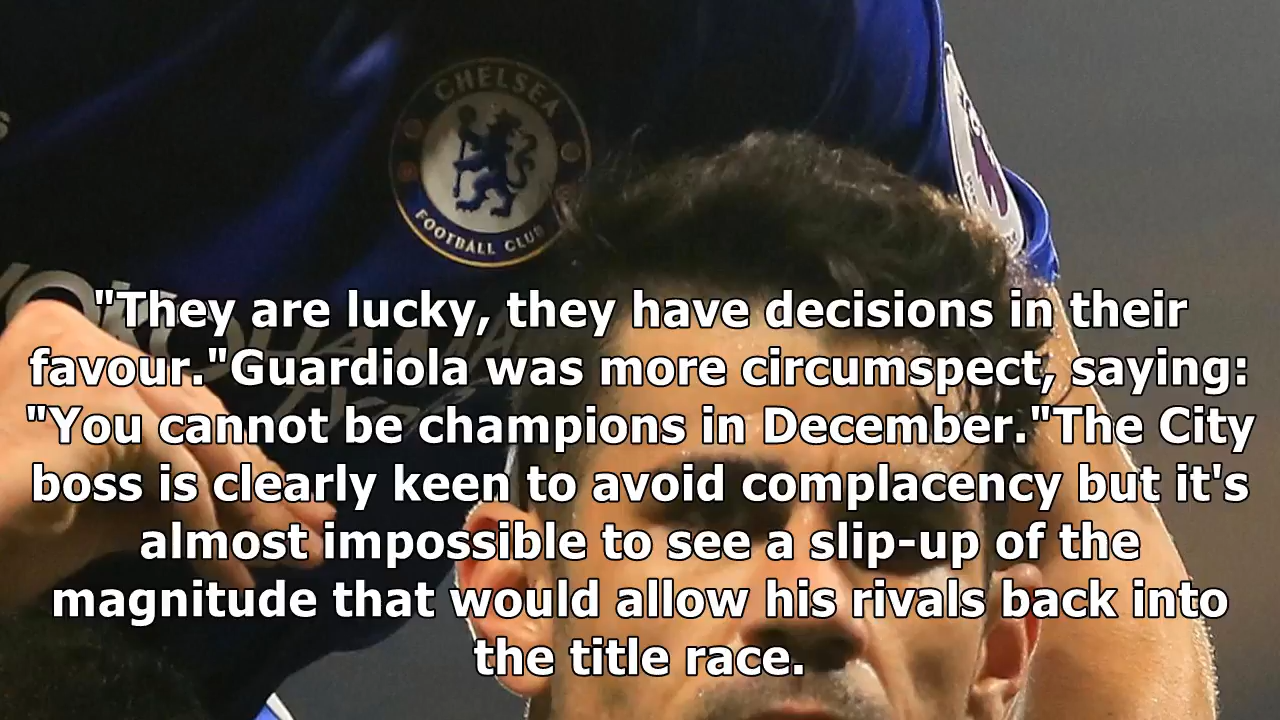 CHELSEA
FOOTBALL CLUB
"They are lucky, they have decisions in their
favour."Guardiola was more circumspect, saying:
"You cannot be champions in December."The City
boss is clearly keen to avoid complacency but it's
almost impossible to see a slip-up of the
magnitude that would allow his rivals back into
the title race.